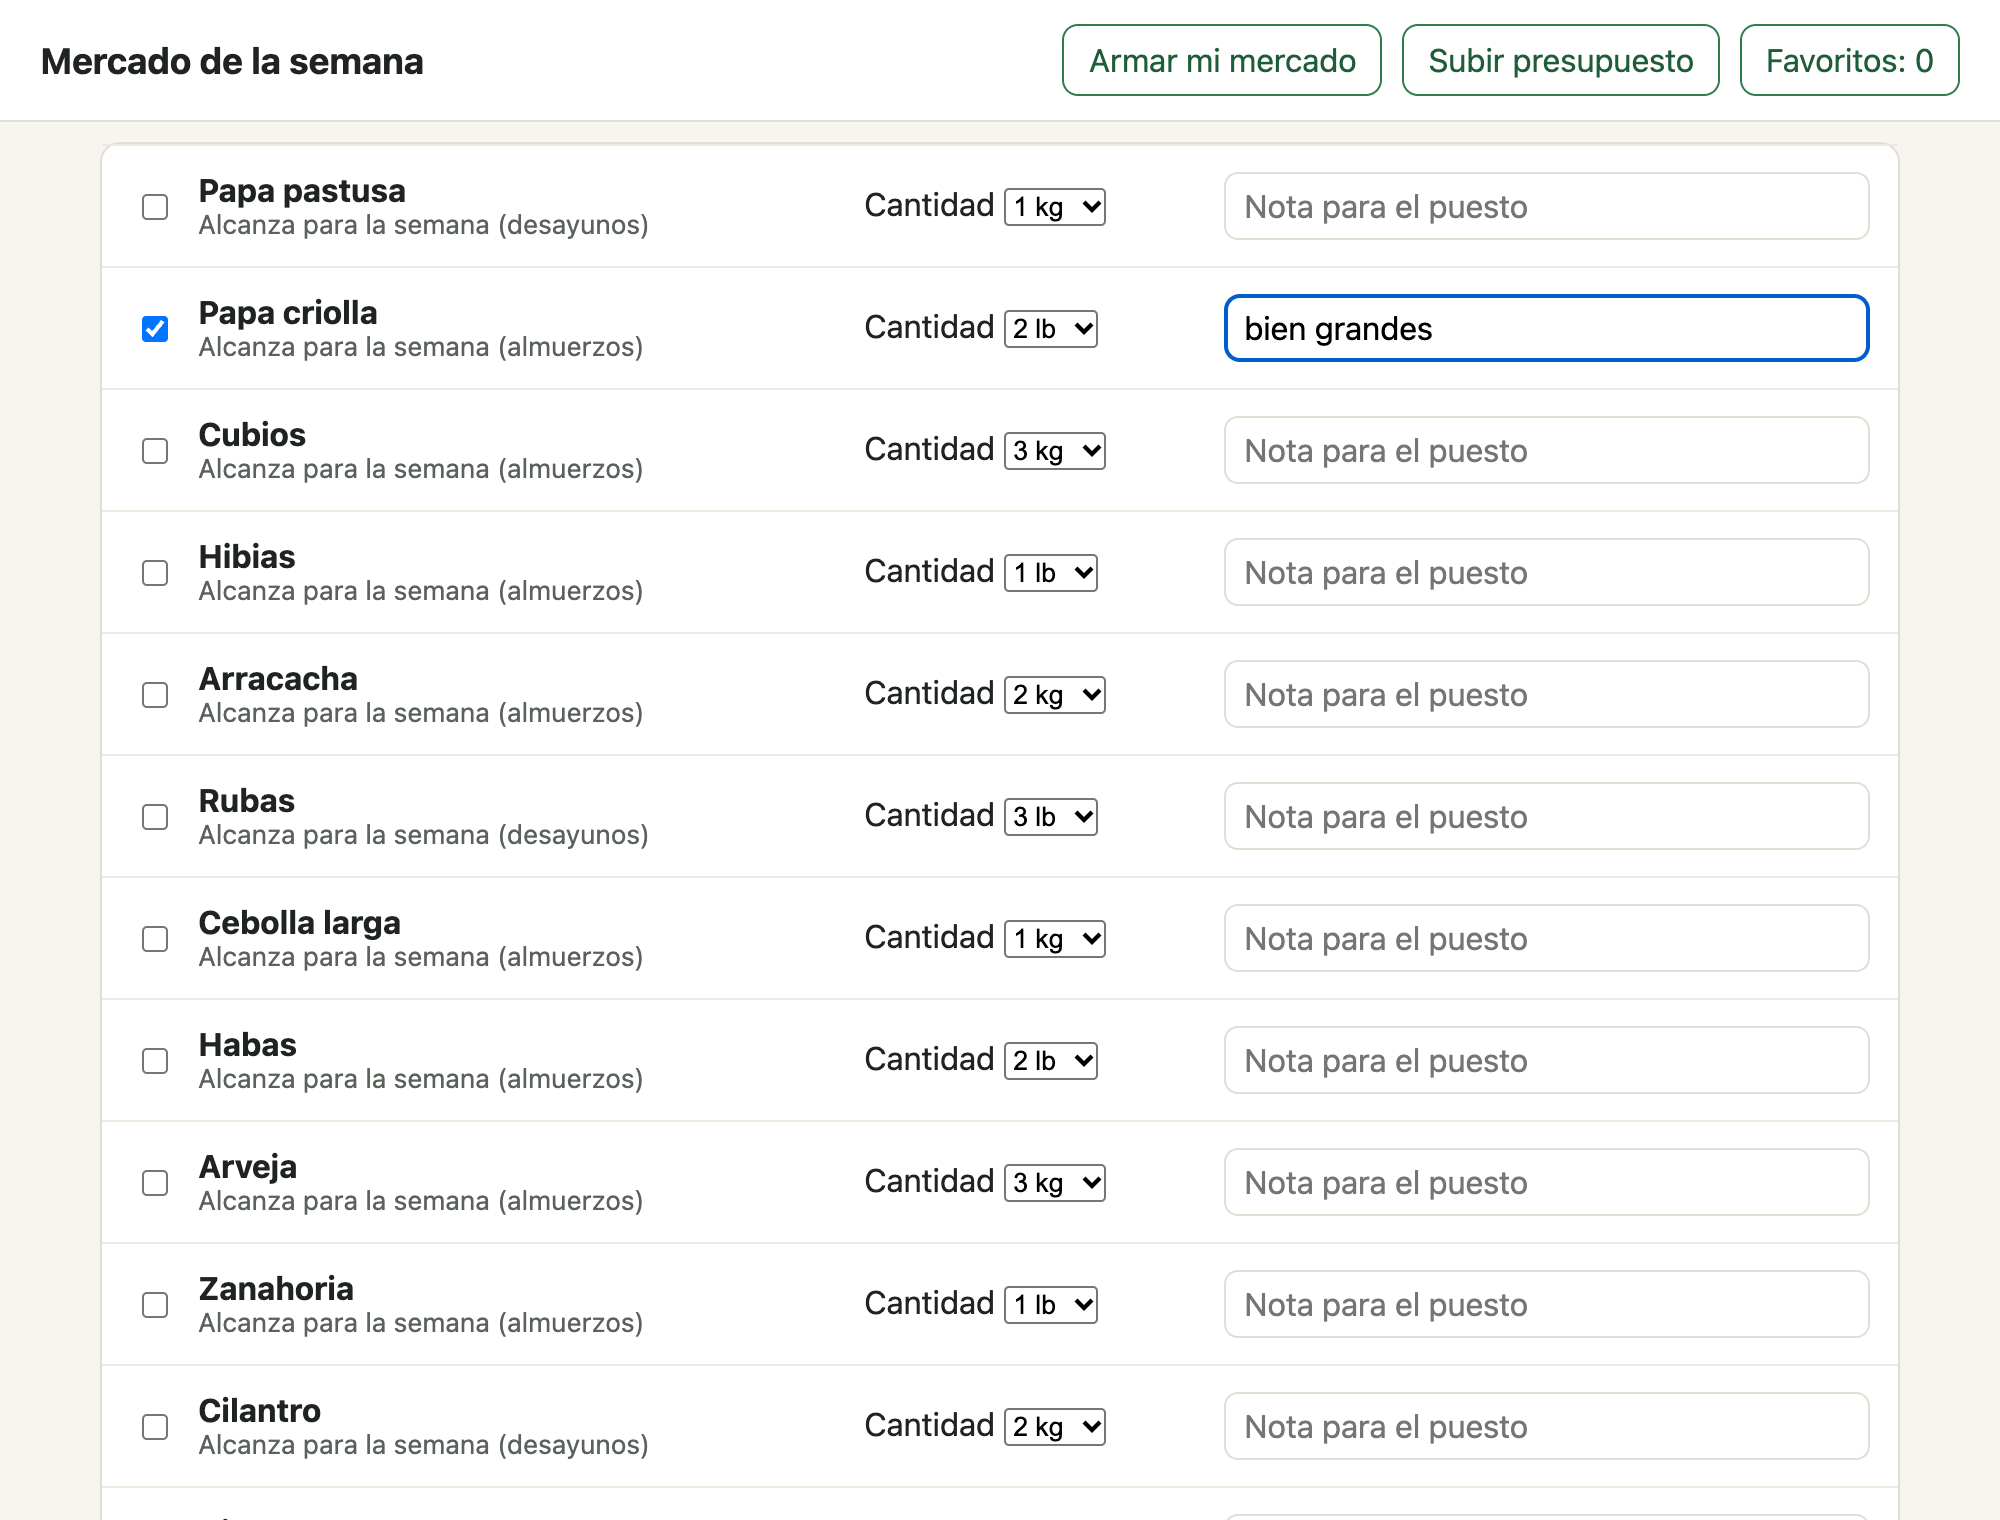 Mercado de la semana
Armar mi mercado
Subir presupuesto
Favoritos: 0
Papa pastusa
Alcanza para la semana (desayunos)
Cantidad 1 kg
Nota para el puesto
Papa criolla
Alcanza para la semana (almuerzos)
Cantidad 2 lb
bien grandes
Cubios
Alcanza para la semana (almuerzos)
Cantidad 3 kg
Nota para el puesto
Hibias
Alcanza para la semana (almuerzos)
Cantidad 1 lb
Nota para el puesto
Arracacha
Alcanza para la semana (almuerzos)
Cantidad 2 kg
Nota para el puesto
Rubas
Alcanza para la semana (desayunos)
Cantidad 3 lb
Nota para el puesto
Cebolla larga
Alcanza para la semana (almuerzos)
Cantidad 1 kg
Nota para el puesto
Habas
Alcanza para la semana (almuerzos)
Cantidad 2 lb
Nota para el puesto
Arveja
Alcanza para la semana (almuerzos)
Cantidad 3 kg
Nota para el puesto
Zanahoria
Alcanza para la semana (almuerzos)
Cantidad 1 lb
Nota para el puesto
Cilantro
Alcanza para la semana (desayunos)
Cantidad 2 kg
Nota para el puesto